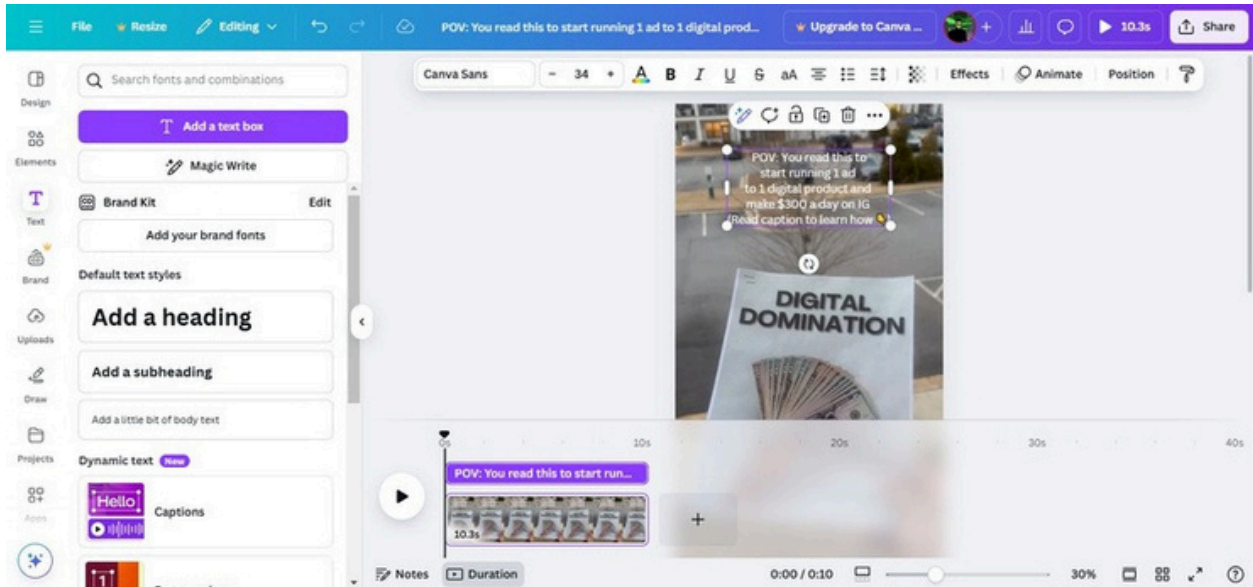 File
Resize
Editing
POV: You read this to start running 1 ad to 1 digital prod...
Upgrade to Canva ...
10.3s
Share
Design
Elements
Text
Brand
Uploads
Draw
Projects
Apps
Search fonts and combinations
Add a text box
Magic Write
Brand Kit
Edit
Add your brand fonts
Default text styles
Add a heading
Add a subheading
Add a little bit of body text
Dynamic text New
Hello
Captions
1
Canva Sans
- 34 +
A B I U S aA
Effects
Animate
Position
POV: You read this to
start running 1 ad
to 1 digital product and
make $300 a day on IG
(Read caption to learn how 👇)
DIGITAL
DOMINATION
0s 10s 20s 30s 40s
POV: You read this to start run...
10.3s
Notes
Duration
0:00 / 0:10
30%